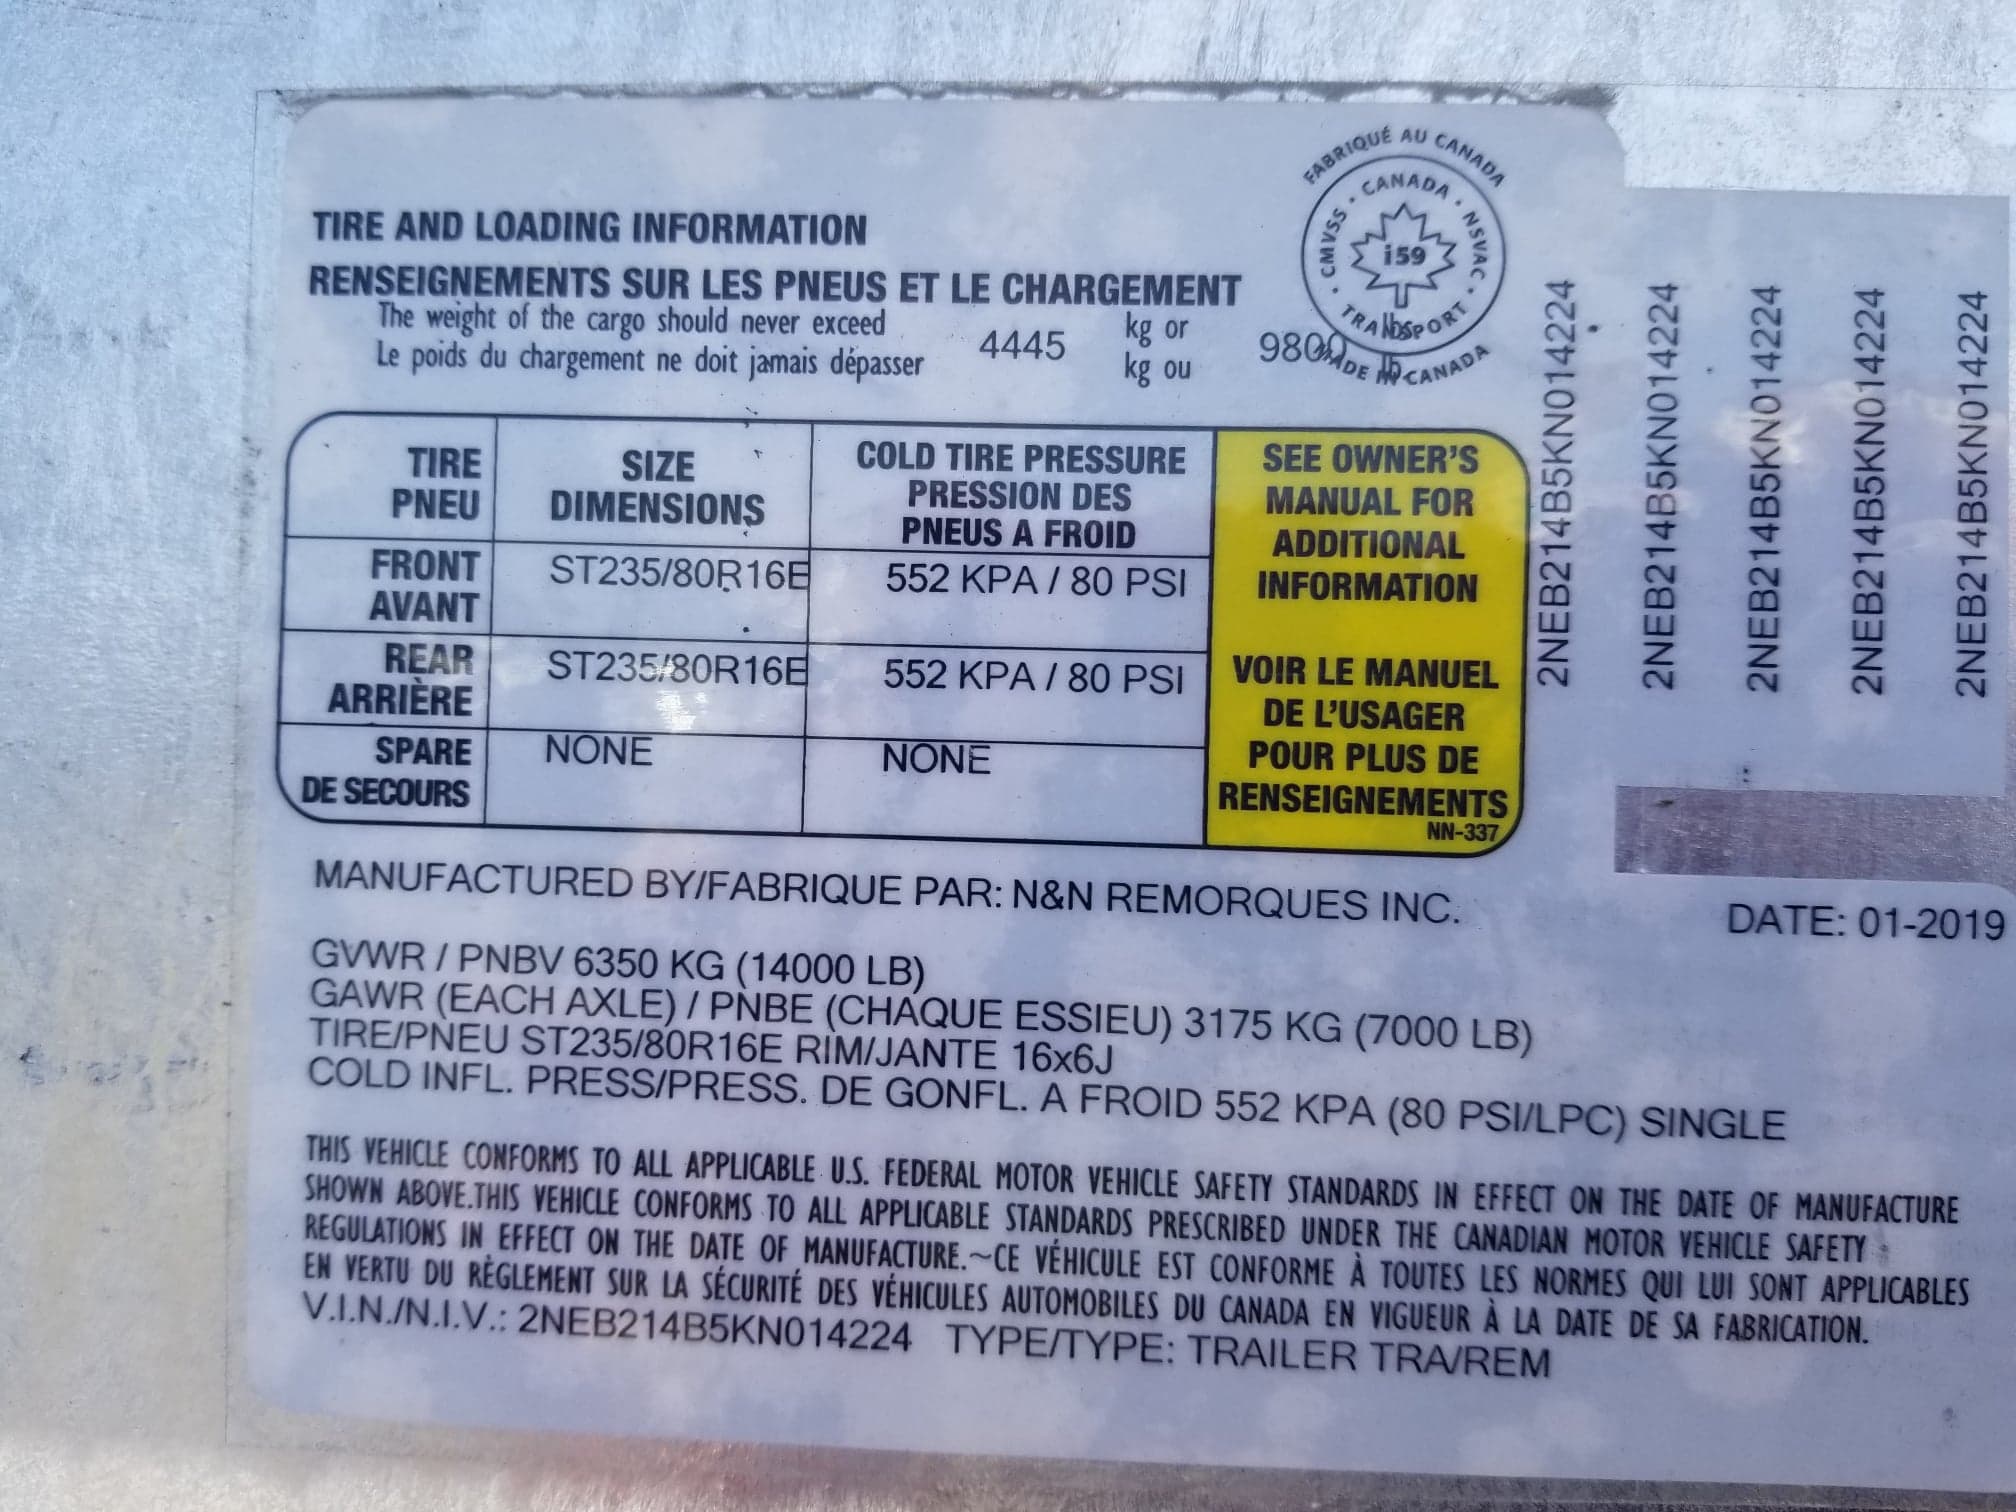 FABRIQUÉ AU CANADA
CANADA
CMVSS · NSVAC
i59
TRANSPORT
MADE IN CANADA
TIRE AND LOADING INFORMATION
RENSEIGNEMENTS SUR LES PNEUS ET LE CHARGEMENT
The weight of the cargo should never exceed 4445 kg or 9800 lbs
Le poids du chargement ne doit jamais dépasser kg ou lb
TIRE SIZE COLD TIRE PRESSURE
PNEU DIMENSIONS PRESSION DES
PNEUS A FROID
FRONT ST235/80R16E 552 KPA / 80 PSI
AVANT
REAR ST235/80R16E 552 KPA / 80 PSI
ARRIÈRE
SPARE NONE NONE
DE SECOURS
SEE OWNER'S
MANUAL FOR
ADDITIONAL
INFORMATION
VOIR LE MANUEL
DE L'USAGER
POUR PLUS DE
RENSEIGNEMENTS
NN-337
2NEB214B5KN014224
2NEB214B5KN014224
2NEB214B5KN014224
2NEB214B5KN014224
2NEB214B5KN014224
MANUFACTURED BY/FABRIQUE PAR: N&N REMORQUES INC. DATE: 01-2019
GVWR / PNBV 6350 KG (14000 LB)
GAWR (EACH AXLE) / PNBE (CHAQUE ESSIEU) 3175 KG (7000 LB)
TIRE/PNEU ST235/80R16E RIM/JANTE 16x6J
COLD INFL. PRESS/PRESS. DE GONFL. A FROID 552 KPA (80 PSI/LPC) SINGLE
THIS VEHICLE CONFORMS TO ALL APPLICABLE U.S. FEDERAL MOTOR VEHICLE SAFETY STANDARDS IN EFFECT ON THE DATE OF MANUFACTURE
SHOWN ABOVE.THIS VEHICLE CONFORMS TO ALL APPLICABLE STANDARDS PRESCRIBED UNDER THE CANADIAN MOTOR VEHICLE SAFETY
REGULATIONS IN EFFECT ON THE DATE OF MANUFACTURE.~CE VÉHICULE EST CONFORME À TOUTES LES NORMES QUI LUI SONT APPLICABLES
EN VERTU DU RÈGLEMENT SUR LA SÉCURITÉ DES VÉHICULES AUTOMOBILES DU CANADA EN VIGUEUR À LA DATE DE SA FABRICATION.
V.I.N./N.I.V.: 2NEB214B5KN014224 TYPE/TYPE: TRAILER TRA/REM